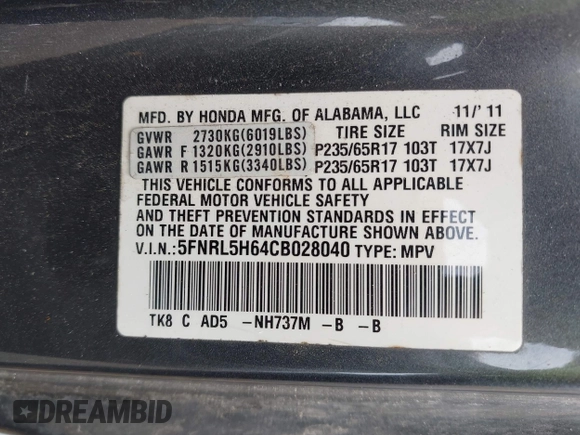 MFD. BY HONDA MFG. OF ALABAMA, LLC 11/'11
GVWR 2730KG(6019LBS) TIRE SIZE RIM SIZE
GAWR F 1320KG(2910LBS) P235/65R17 103T 17X7J
GAWR R 1515KG(3340LBS) P235/65R17 103T 17X7J
THIS VEHICLE CONFORMS TO ALL APPLICABLE
FEDERAL MOTOR VEHICLE SAFETY
AND THEFT PREVENTION STANDARDS IN EFFECT
ON THE DATE OF MANUFACTURE SHOWN ABOVE.
V.I.N.:5FNRL5H64CB028040 TYPE: MPV
TK8 C AD5 -NH737M -B -B
DREAMBID